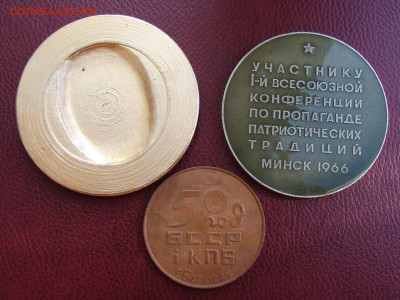 УЧАСТНИКУ
I-й ВСЕСОЮЗНОЙ
КОНФЕРЕНЦИИ
ПО ПРОПАГАНДЕ
ПАТРИОТИЧЕСКИХ
ТРАДИЦИЙ
МИНСК 1966
50 год
БССР
і КПБ